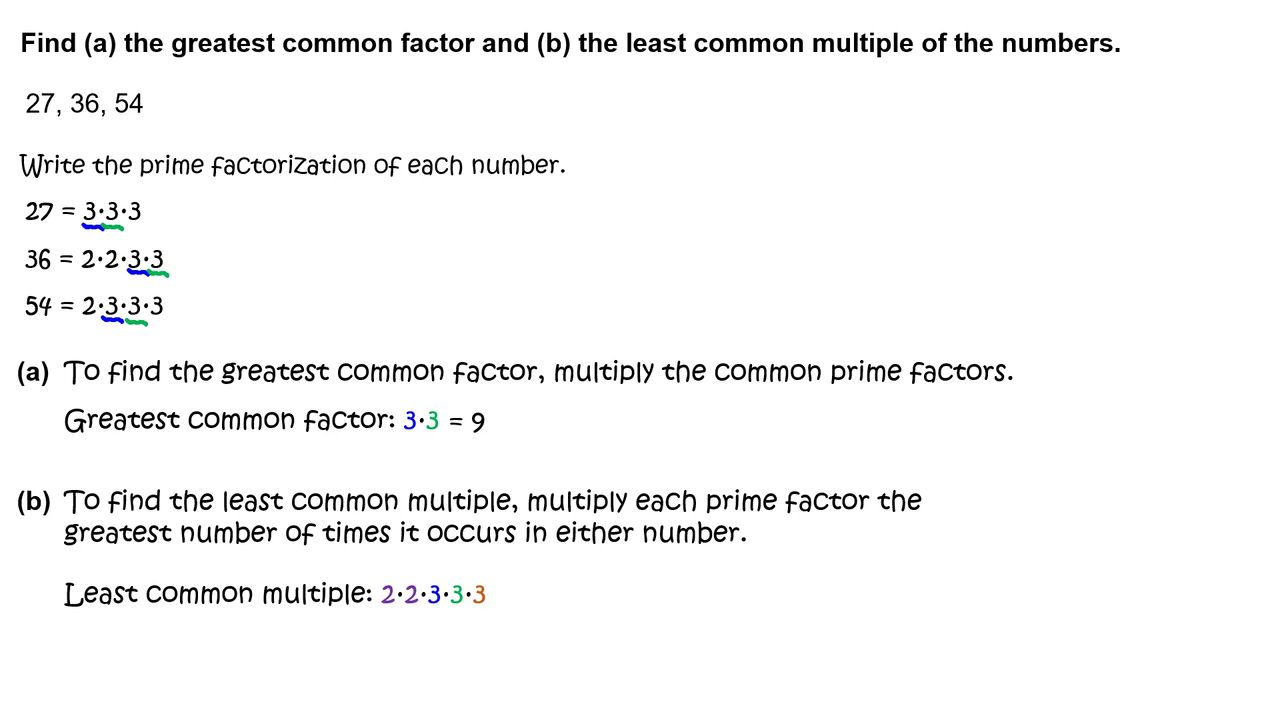 Find (a) the greatest common factor and (b) the least common multiple of the numbers.
27, 36, 54
Write the prime factorization of each number.
27 = 3·3·3
36 = 2·2·3·3
54 = 2·3·3·3
(a) To find the greatest common factor, multiply the common prime factors.
Greatest common factor: 3·3 = 9
(b) To find the least common multiple, multiply each prime factor the
greatest number of times it occurs in either number.
Least common multiple: 2·2·3·3·3